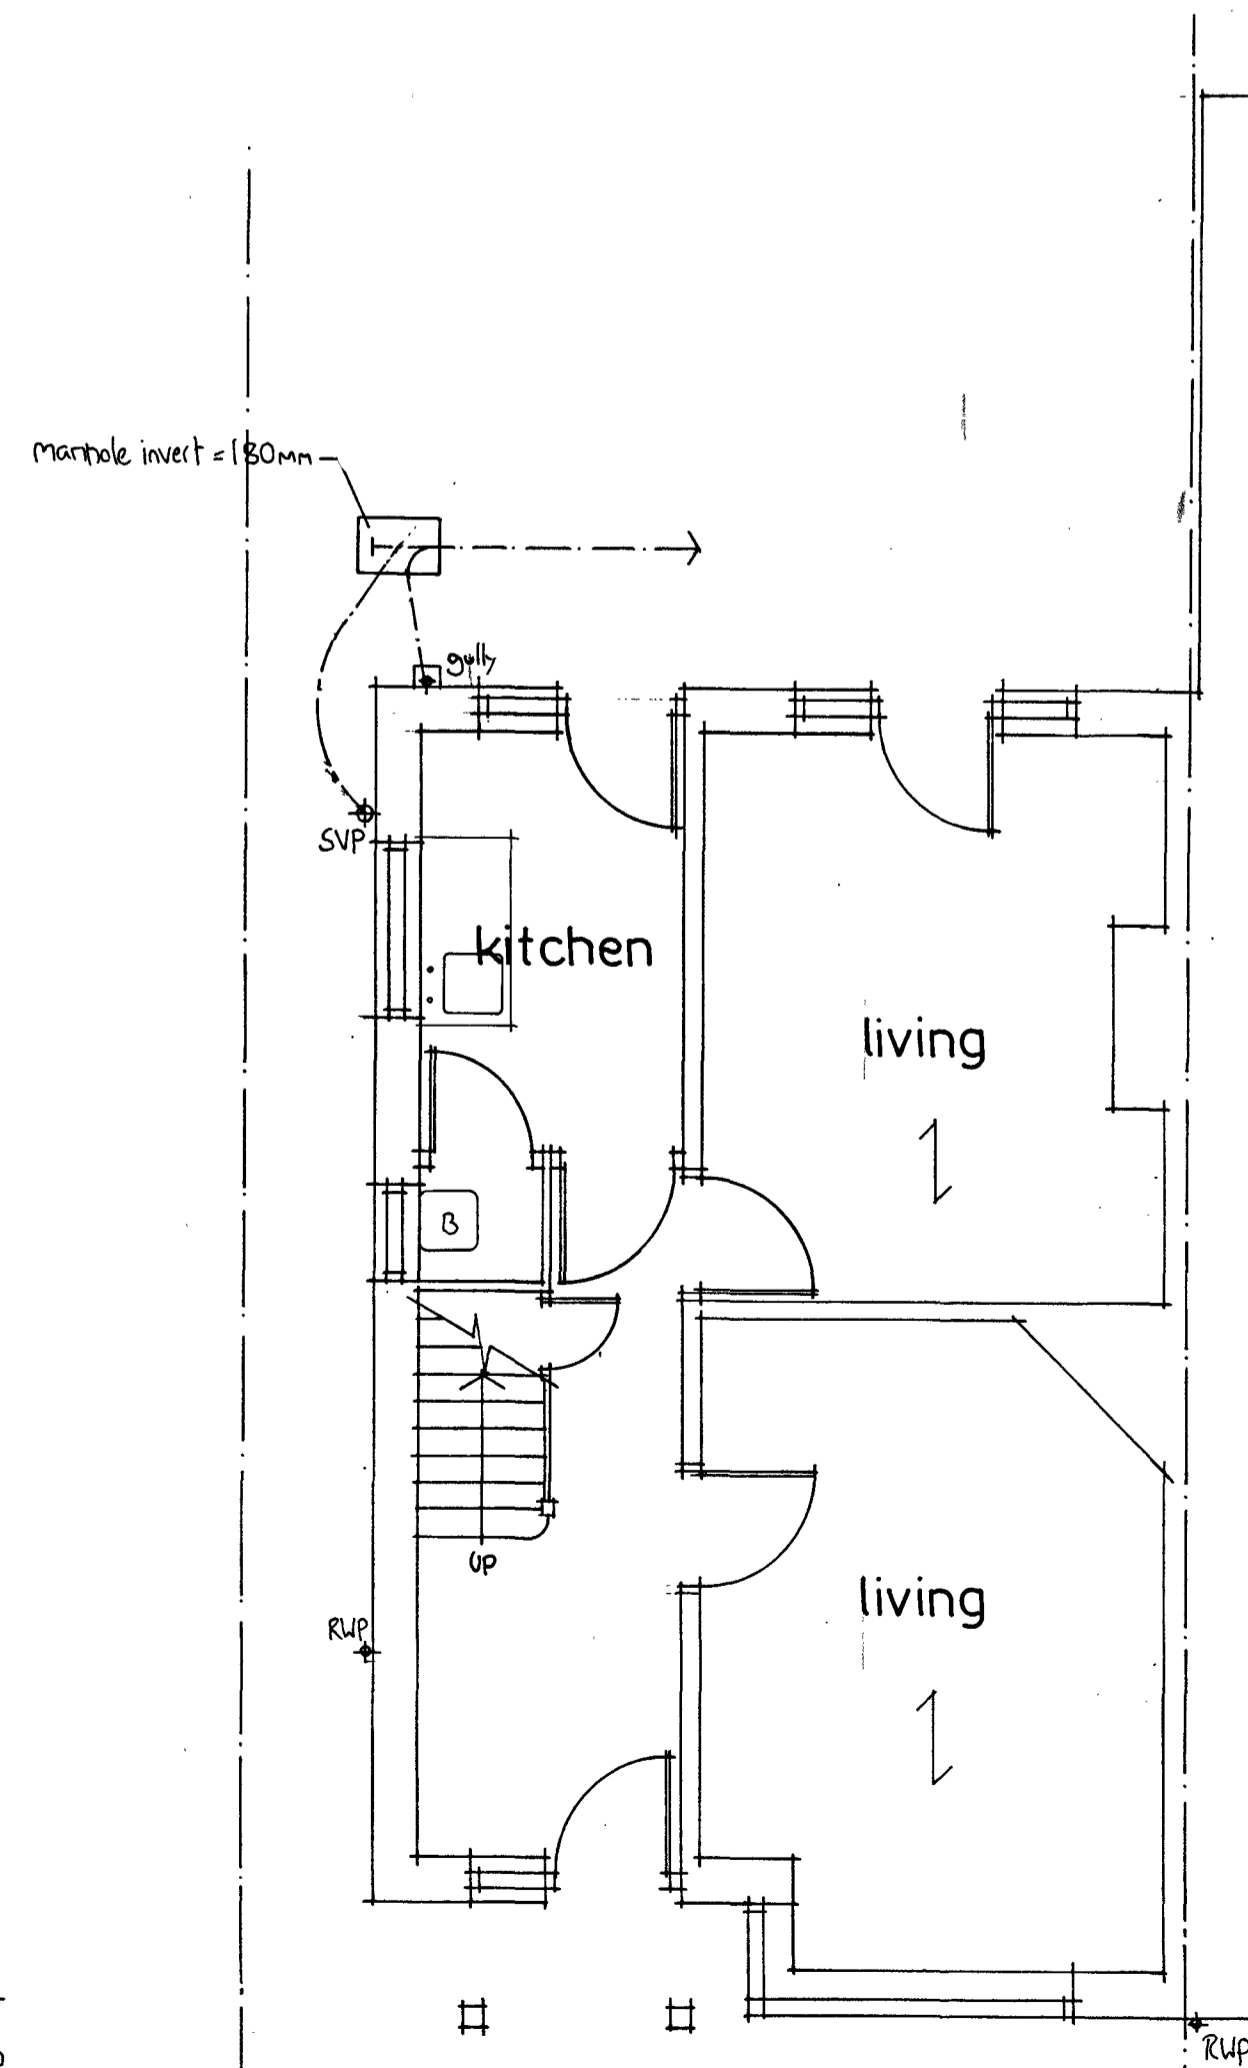 manhole invert = 180mm
gully
SVP
kitchen
living
B
UP
living
RWP
RWP